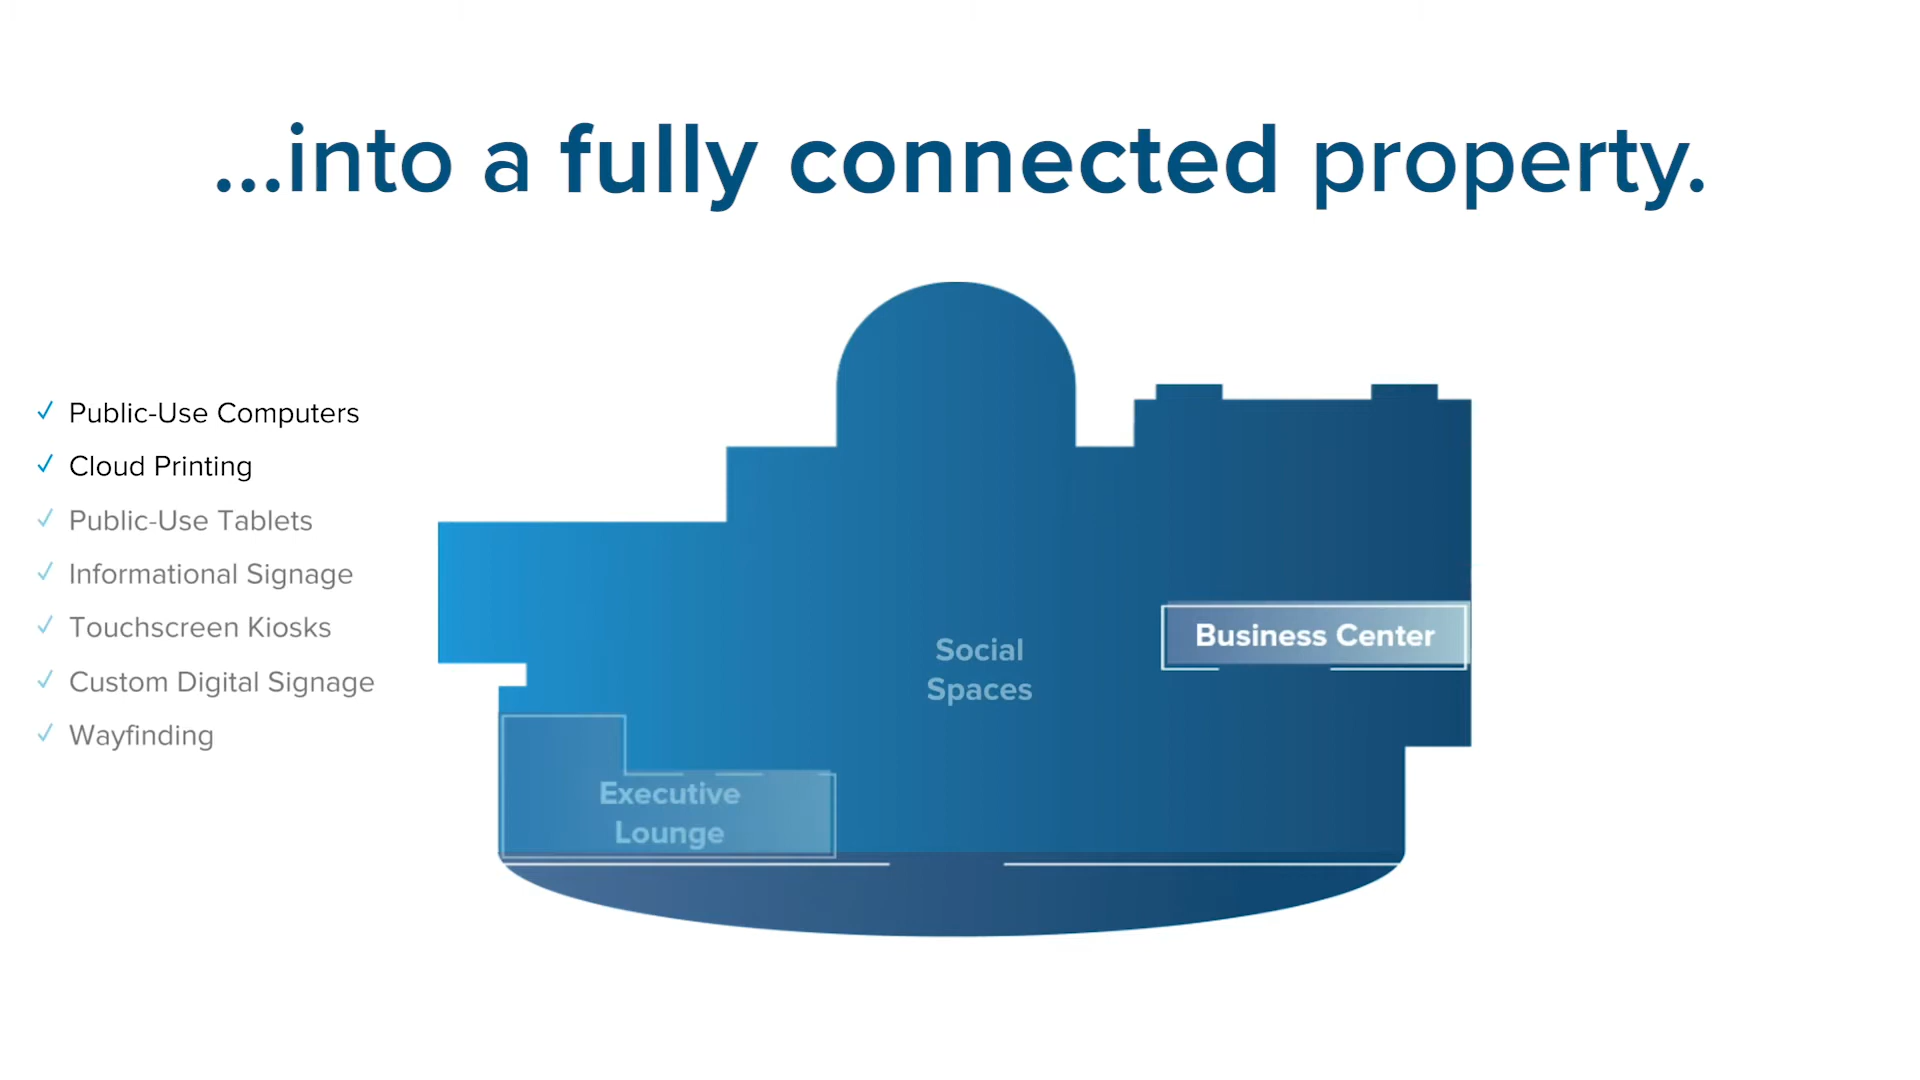 ...into a fully connected property.
Public-Use Computers
Cloud Printing
Public-Use Tablets
Informational Signage
Touchscreen Kiosks
Custom Digital Signage
Wayfinding
Social
Spaces
Business Center
Executive
Lounge